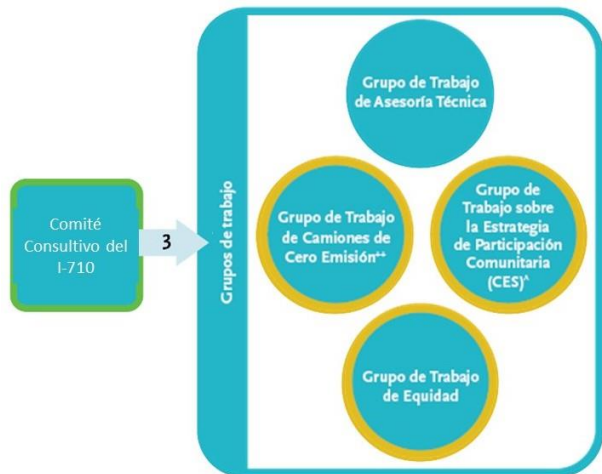 Comité
Consultivo del
I-710
3
Grupos de trabajo
Grupo de Trabajo
de Asesoría Técnica
Grupo de Trabajo
de Camiones de
Cero Emisión++
Grupo de
Trabajo sobre
la Estrategia
de Participación
Comunitaria
(CES)^
Grupo de Trabajo
de Equidad